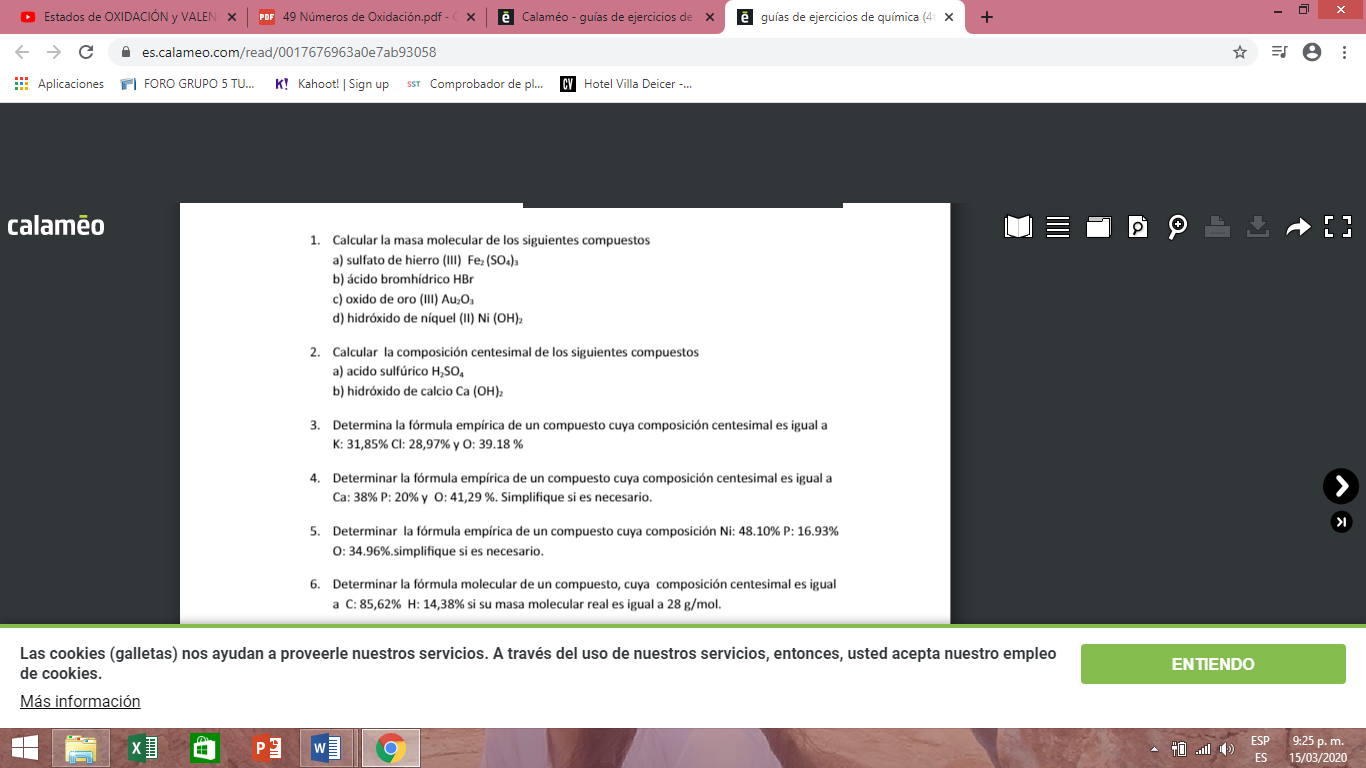 Estados de OXIDACIÓN y VALEN
49 Números de Oxidación.pdf - G
Calaméo - guías de ejercicios de
guías de ejercicios de química (4t
es.calameo.com/read/0017676963a0e7ab93058
Aplicaciones
FORO GRUPO 5 TU...
K! Kahoot! | Sign up
SST Comprobador de pl...
CV Hotel Villa Deicer -...
calamēo
1. Calcular la masa molecular de los siguientes compuestos
a) sulfato de hierro (III) Fe₂ (SO₄)₃
b) ácido bromhídrico HBr
c) oxido de oro (III) Au₂O₃
d) hidróxido de níquel (II) Ni (OH)₂
2. Calcular la composición centesimal de los siguientes compuestos
a) acido sulfúrico H₂SO₄
b) hidróxido de calcio Ca (OH)₂
3. Determina la fórmula empírica de un compuesto cuya composición centesimal es igual a
K: 31,85% Cl: 28,97% y O: 39.18 %
4. Determinar la fórmula empírica de un compuesto cuya composición centesimal es igual a
Ca: 38% P: 20% y O: 41,29 %. Simplifique si es necesario.
5. Determinar la fórmula empírica de un compuesto cuya composición Ni: 48.10% P: 16.93%
O: 34.96%.simplifique si es necesario.
6. Determinar la fórmula molecular de un compuesto, cuya composición centesimal es igual
a C: 85,62% H: 14,38% si su masa molecular real es igual a 28 g/mol.
Las cookies (galletas) nos ayudan a proveerle nuestros servicios. A través del uso de nuestros servicios, entonces, usted acepta nuestro empleo
de cookies.
Más información
ENTIENDO
ESP
ES
9:25 p. m.
15/03/2020